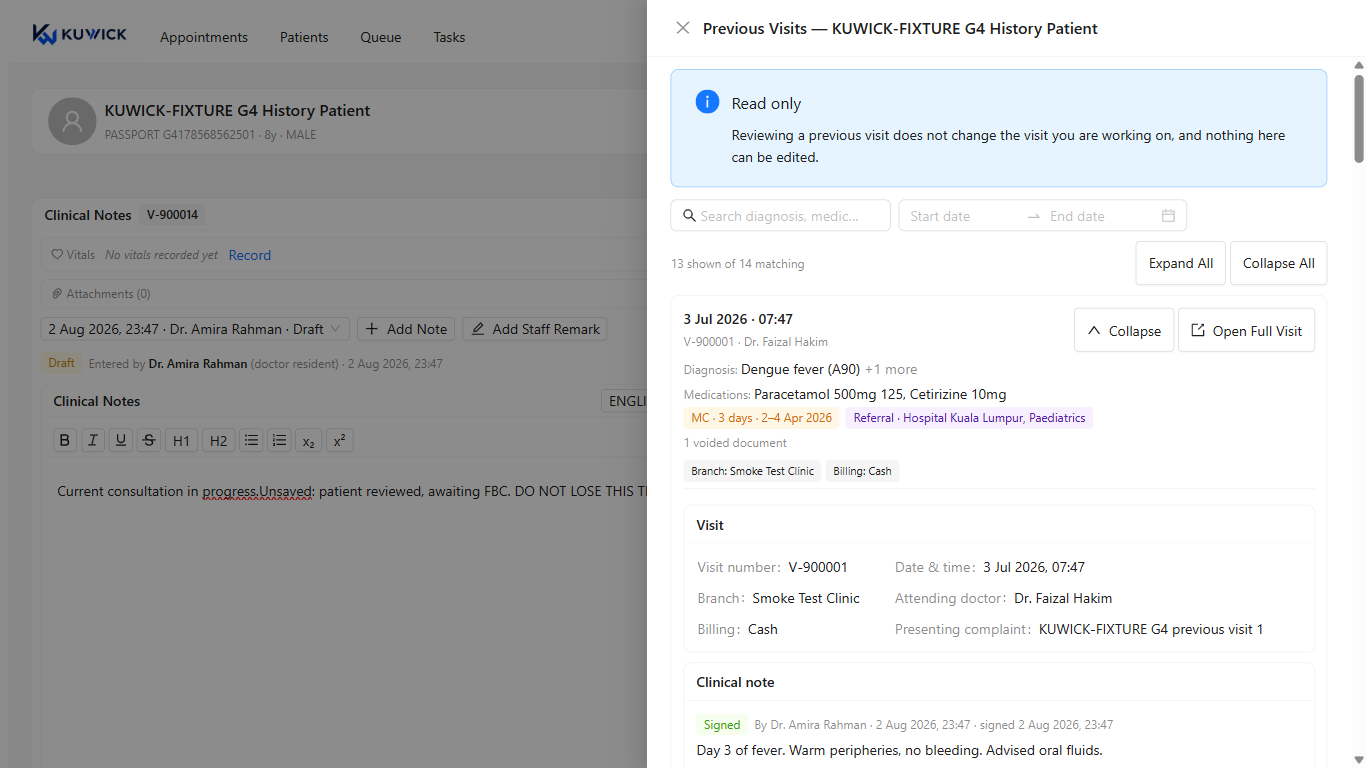 KUWICK
Appointments
Patients
Queue
Tasks
KUWICK-FIXTURE G4 History Patient
PASSPORT G4178568562501 · 8y · MALE
Clinical Notes V-900014
Vitals No vitals recorded yet Record
Attachments (0)
2 Aug 2026, 23:47 · Dr. Amira Rahman · Draft
Add Note
Add Staff Remark
Draft Entered by Dr. Amira Rahman (doctor resident) · 2 Aug 2026, 23:47
Clinical Notes
ENGLI
B I U S H1 H2 x₂ x²
Current consultation in progress.Unsaved: patient reviewed, awaiting FBC. DO NOT LOSE THIS T
Previous Visits — KUWICK-FIXTURE G4 History Patient
Read only
Reviewing a previous visit does not change the visit you are working on, and nothing here
can be edited.
Search diagnosis, medic...
Start date
End date
13 shown of 14 matching
Expand All
Collapse All
3 Jul 2026 · 07:47
V-900001 · Dr. Faizal Hakim
Collapse
Open Full Visit
Diagnosis: Dengue fever (A90) +1 more
Medications: Paracetamol 500mg 125, Cetirizine 10mg
MC · 3 days · 2–4 Apr 2026
Referral · Hospital Kuala Lumpur, Paediatrics
1 voided document
Branch: Smoke Test Clinic
Billing: Cash
Visit
Visit number: V-900001
Date & time: 3 Jul 2026, 07:47
Branch: Smoke Test Clinic
Attending doctor: Dr. Faizal Hakim
Billing: Cash
Presenting complaint: KUWICK-FIXTURE G4 previous visit 1
Clinical note
Signed By Dr. Amira Rahman · 2 Aug 2026, 23:47 · signed 2 Aug 2026, 23:47
Day 3 of fever. Warm peripheries, no bleeding. Advised oral fluids.